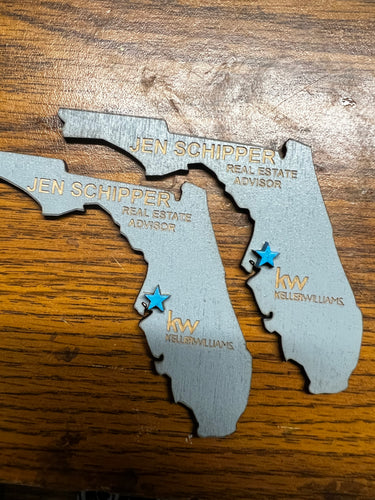 JEN SCHIPPER
REAL ESTATE
ADVISOR
kw
KELLERWILLIAMS.
JEN SCHIPPER
REAL ESTATE
ADVISOR
kw
KELLERWILLIAMS.